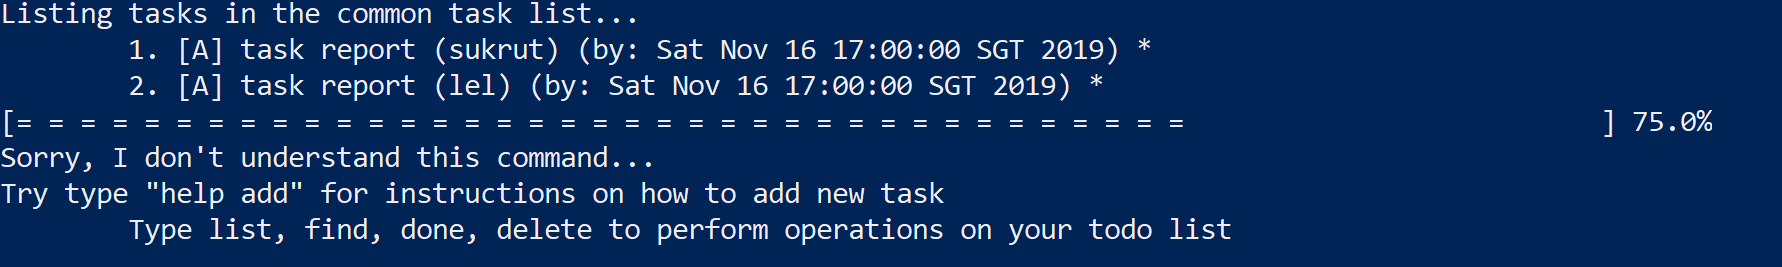 Listing tasks in the common task list...
1. [A] task report (sukrut) (by: Sat Nov 16 17:00:00 SGT 2019) *
2. [A] task report (lel) (by: Sat Nov 16 17:00:00 SGT 2019) *
[= = = = = = = = = = = = = = = = = = = = = = = = = = = = = = = = = = = = =                          ] 75.0%
Sorry, I don't understand this command...
Try type "help add" for instructions on how to add new task
Type list, find, done, delete to perform operations on your todo list